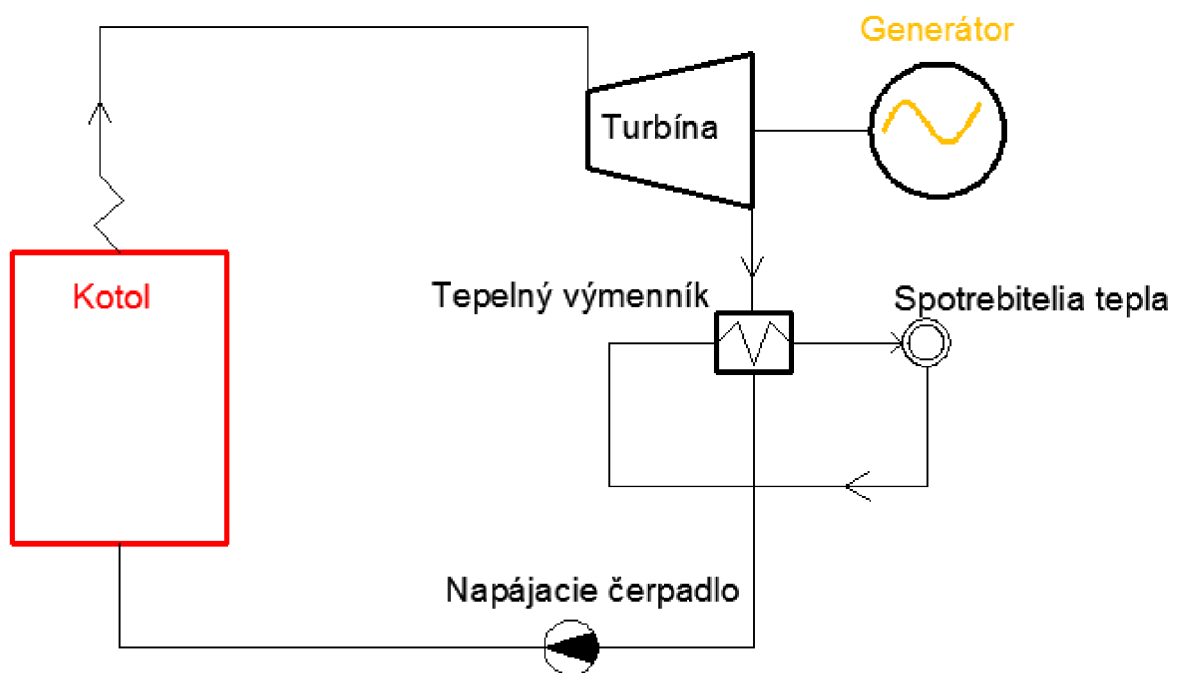 Generátor
Turbína
Kotol
Tepelný výmenník
Spotrebitelia tepla
Napájacie čerpadlo